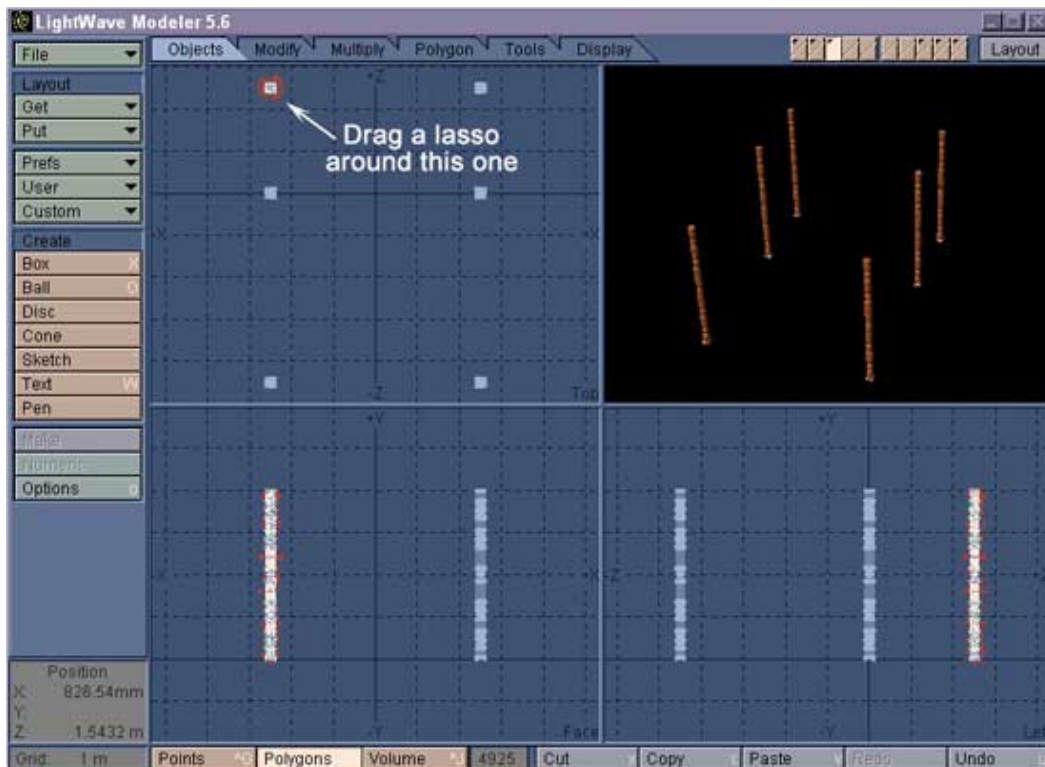 LightWave Modeler 5.6
File
Objects
Modify
Multiply
Polygon
Tools
Display
Layout
Layout
Get
Put
Prefs
User
Custom
Create
Box X
Ball O
Disc
Cone
Sketch
Text W
Pen
Make
Numeric
Options o
+Z
Drag a lasso
around this one
-X
+X
-Z
Top
+Y
-X
+X
-Y
Face
+Y
-Z
-Y
Position
X: 826.54mm
Y:
Z: 1.5432 m
Grid: 1 m
Points
Polygons
Volume
4925
Cut
Copy
Paste
Redo
Undo